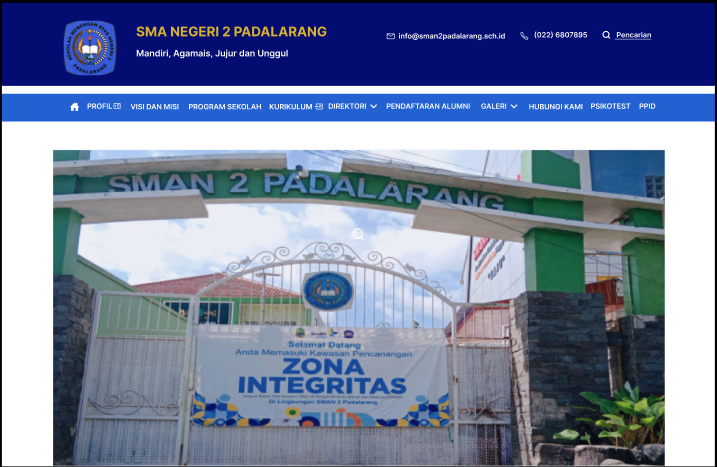 SMA NEGERI 2 PADALARANG
Mandiri, Agamais, Jujur dan Unggul
info@sman2padalarang.sch.id
(022) 6807895
Pencarian
PROFIL
VISI DAN MISI
PROGRAM SEKOLAH
KURIKULUM
DIREKTORI
PENDAFTARAN ALUMNI
GALERI
HUBUNGI KAMI
PSIKOTEST
PPID
SMAN 2 PADALARANG
Selamat Datang
Anda Memasuki Kawasan Pencanangan
ZONA
INTEGRITAS
Di Lingkungan SMAN 2 Padalarang